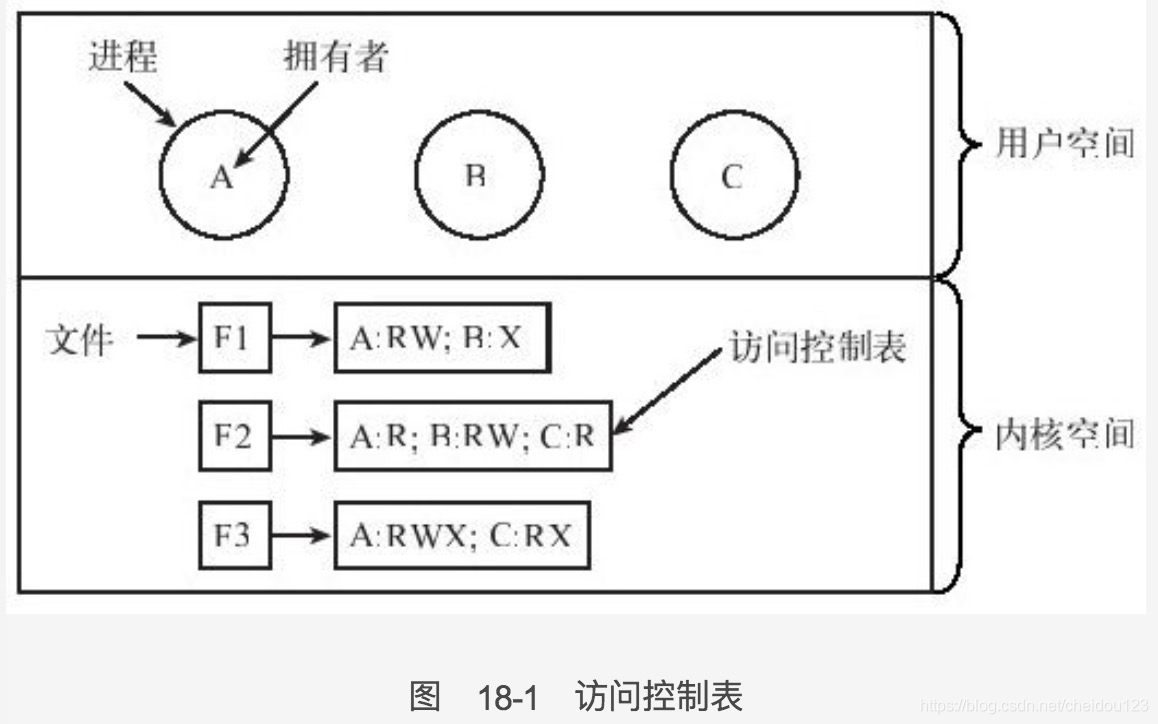 进程 拥有者
A B C
用户空间
文件 F1 A:RW; B:X
访问控制表
F2 A:R; B:RW; C:R
内核空间
F3 A:RWX; C:RX
图 18-1 访问控制表
https://blog.csdn.net/cheidou123